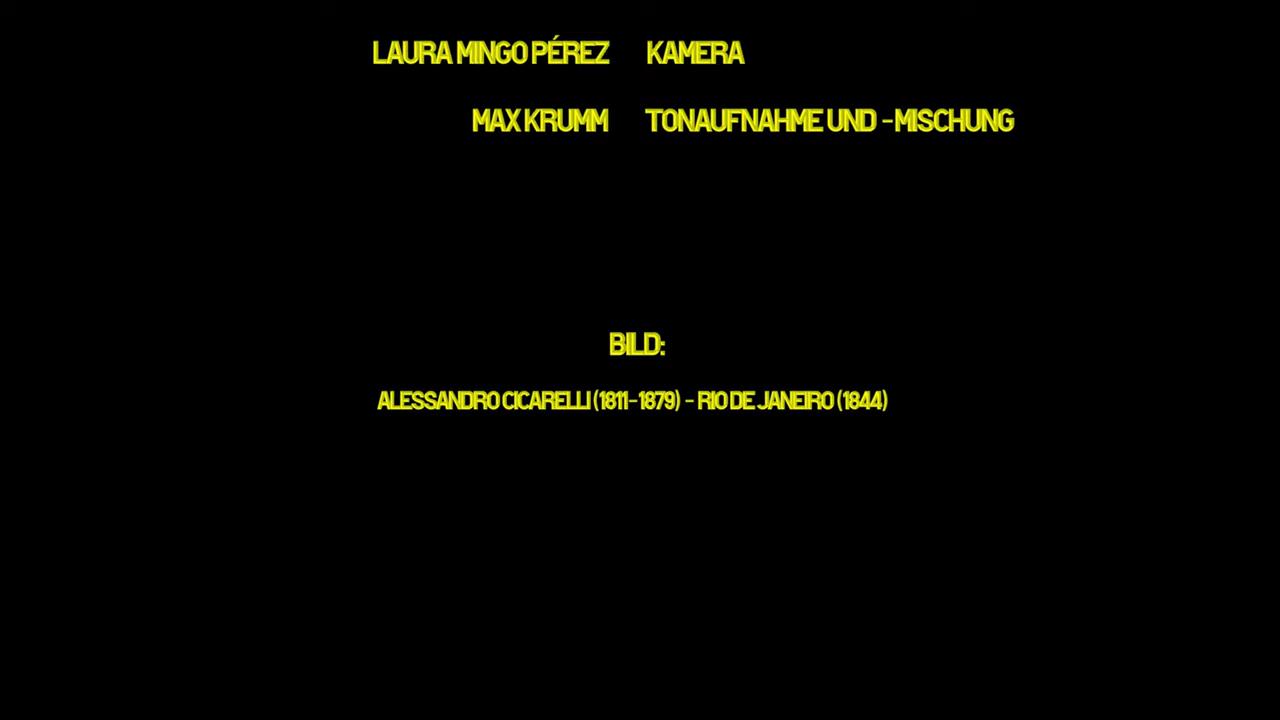 LAURA MINGO PÉREZ KAMERA
MAX KRUMM TONAUFNAHME UND -MISCHUNG
BILD:
ALESSANDRO CICARELLI (1811-1879) - RIO DE JANEIRO (1844)